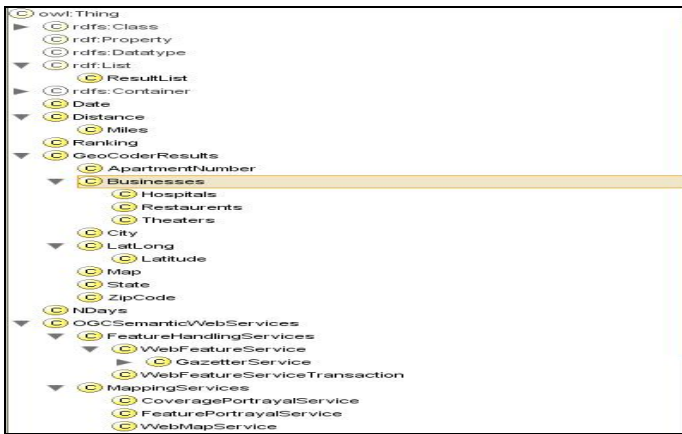 C owl:Thing
C rdfs:Class
C rdf:Property
C rdfs:Datatype
C rdf:List
C ResultList
C rdfs:Container
C Date
C Distance
C Miles
C Ranking
C GeoCoderResults
C ApartmentNumber
C Businesses
C Hospitals
C Restaurents
C Theaters
C City
C LatLong
C Latitude
C Map
C State
C ZipCode
C NDays
C OGCSemanticWebServices
C FeatureHandlingServices
C WebFeatureService
C GazetterService
C WebFeatureServiceTransaction
C MappingServices
C CoveragePortrayalService
C FeaturePortrayalService
C WebMapService